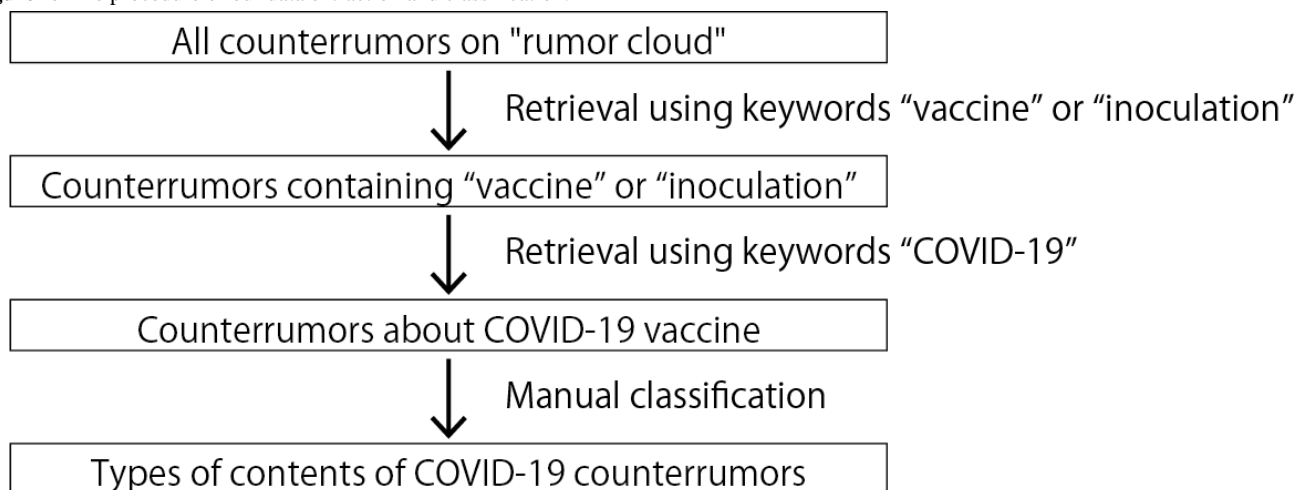 All counterrumors on "rumor cloud"
Retrieval using keywords “vaccine” or “inoculation”
Counterrumors containing “vaccine” or “inoculation”
Retrieval using keywords “COVID-19”
Counterrumors about COVID-19 vaccine
Manual classification
Types of contents of COVID-19 counterrumors